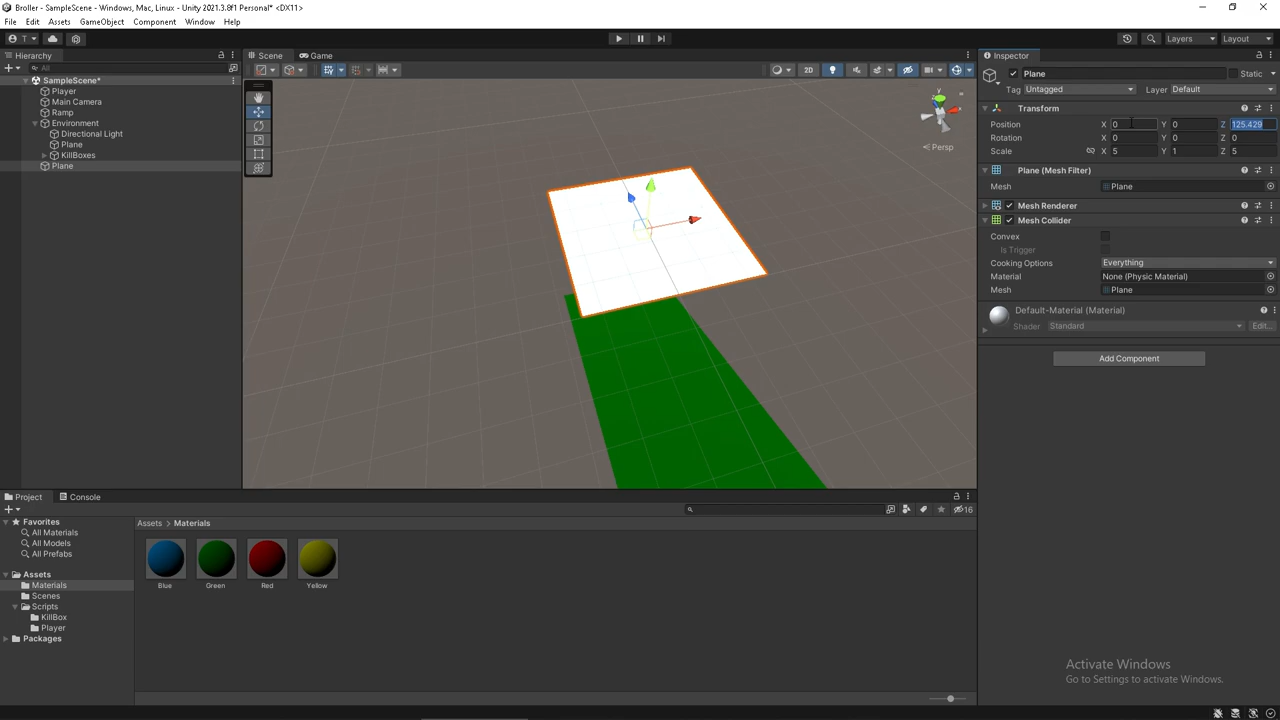 Broller - SampleScene - Windows, Mac, Linux - Unity 2021.3.8f1 Personal* <DX11>
File Edit Assets GameObject Component Window Help
T
Layers Layout
Hierarchy Scene Game Inspector
All
2D
SampleScene*
Player
Main Camera
Ramp
Environment
Directional Light
Plane
KillBoxes
Plane
y
x
Persp
Plane Static
Tag Untagged Layer Default
Transform
Position X 0 Y 0 Z 125.429
Rotation X 0 Y 0 Z 0
Scale X 5 Y 1 Z 5
Plane (Mesh Filter)
Mesh Plane
Mesh Renderer
Mesh Collider
Convex
Is Trigger
Cooking Options Everything
Material None (Physic Material)
Mesh Plane
Default-Material (Material)
Shader Standard Edit...
Add Component
Project Console
16
Favorites
All Materials
All Models
All Prefabs
Assets
Materials
Scenes
Scripts
KillBox
Player
Packages
Assets > Materials
Blue Green Red Yellow
Activate Windows
Go to Settings to activate Windows.